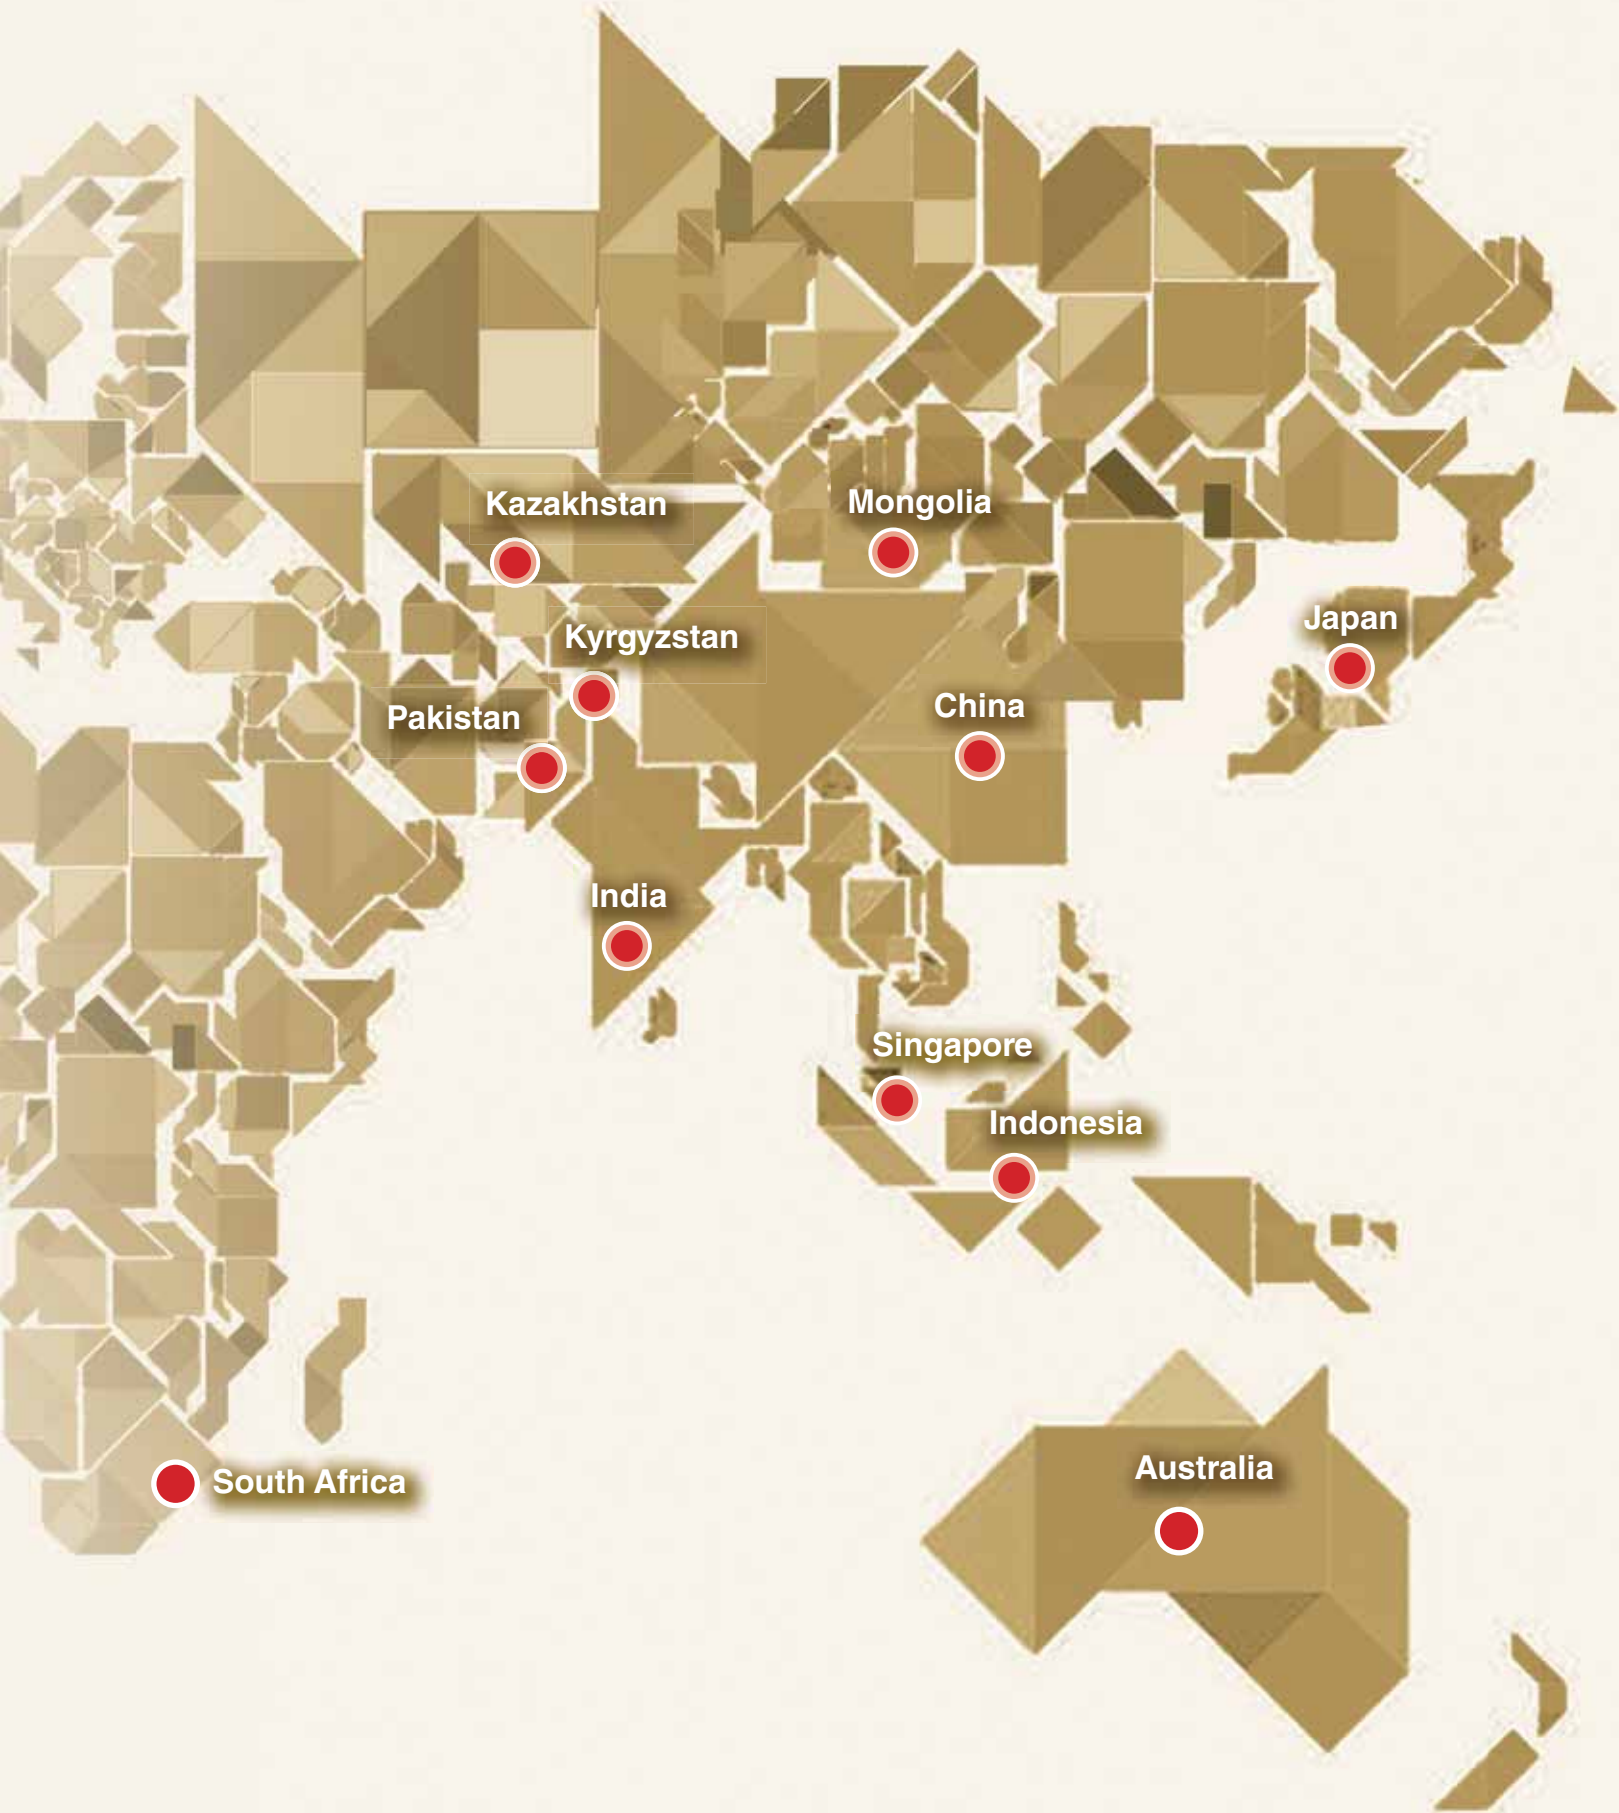 Kazakhstan
Mongolia
Kyrgyzstan
Japan
Pakistan
China
India
Singapore
Indonesia
Australia
South Africa